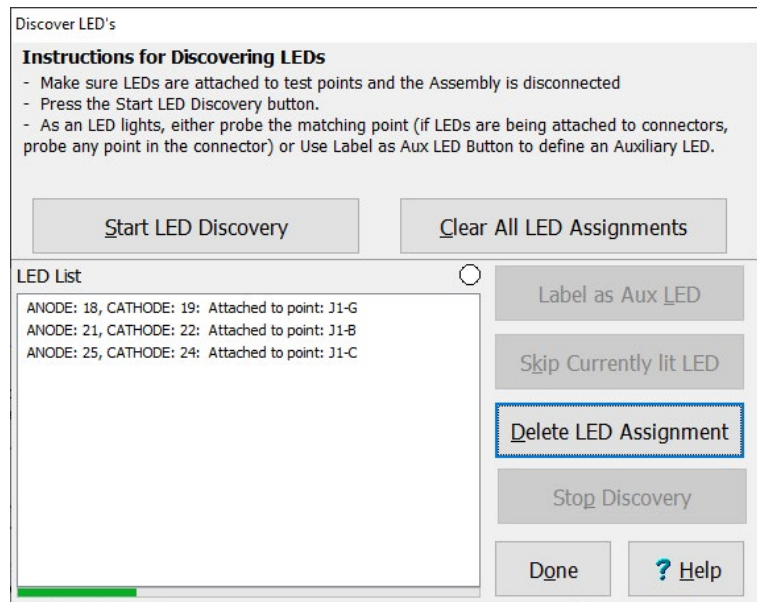 Discover LED's
Instructions for Discovering LEDs
- Make sure LEDs are attached to test points and the Assembly is disconnected
- Press the Start LED Discovery button.
- As an LED lights, either probe the matching point (if LEDs are being attached to connectors,
probe any point in the connector) or Use Label as Aux LED Button to define an Auxiliary LED.
Start LED Discovery
Clear All LED Assignments
LED List
ANODE: 18, CATHODE: 19: Attached to point: J1-G
ANODE: 21, CATHODE: 22: Attached to point: J1-B
ANODE: 25, CATHODE: 24: Attached to point: J1-C
Label as Aux LED
Skip Currently lit LED
Delete LED Assignment
Stop Discovery
Done
? Help